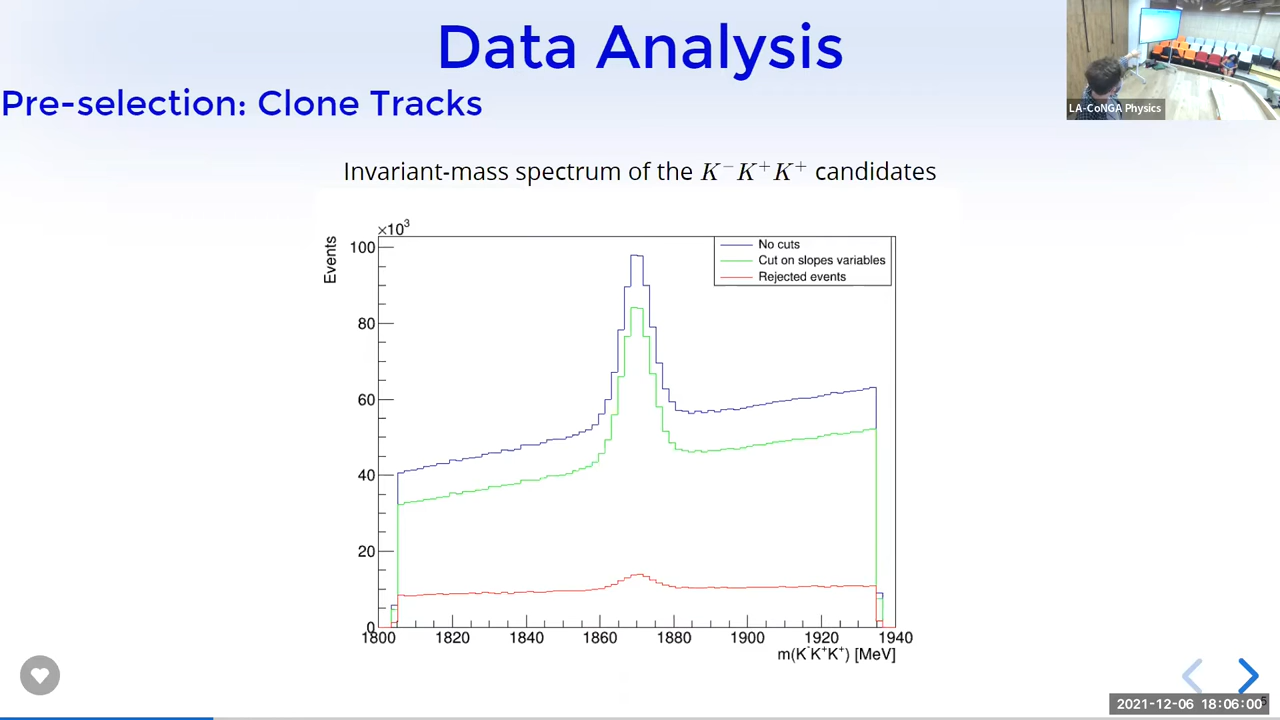 Data Analysis
Pre-selection: Clone Tracks
LA-CoNGA Physics
Invariant-mass spectrum of the K⁻K⁺K⁺ candidates
×10³
Events
100
80
60
40
20
0
No cuts
Cut on slopes variables
Rejected events
1800 1820 1840 1860 1880 1900 1920 1940
m(K⁻K⁺K⁺) [MeV]
2021-12-06 18:06:00
6